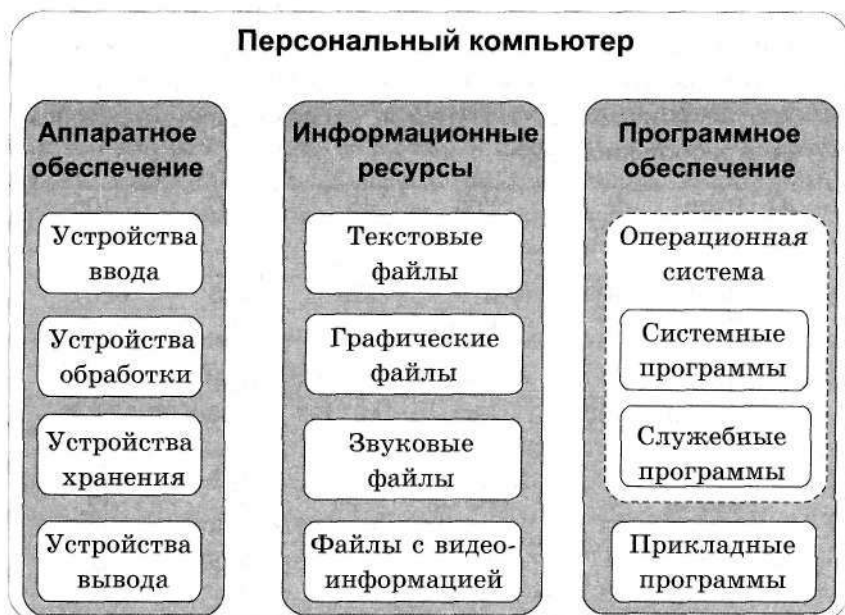 Персональный компьютер
Аппаратное
обеспечение
Устройства
ввода
Устройства
обработки
Устройства
хранения
Устройства
вывода
Информационные
ресурсы
Текстовые
файлы
Графические
файлы
Звуковые
файлы
Файлы с видео-
информацией
Программное
обеспечение
Операционная
система
Системные
программы
Служебные
программы
Прикладные
программы